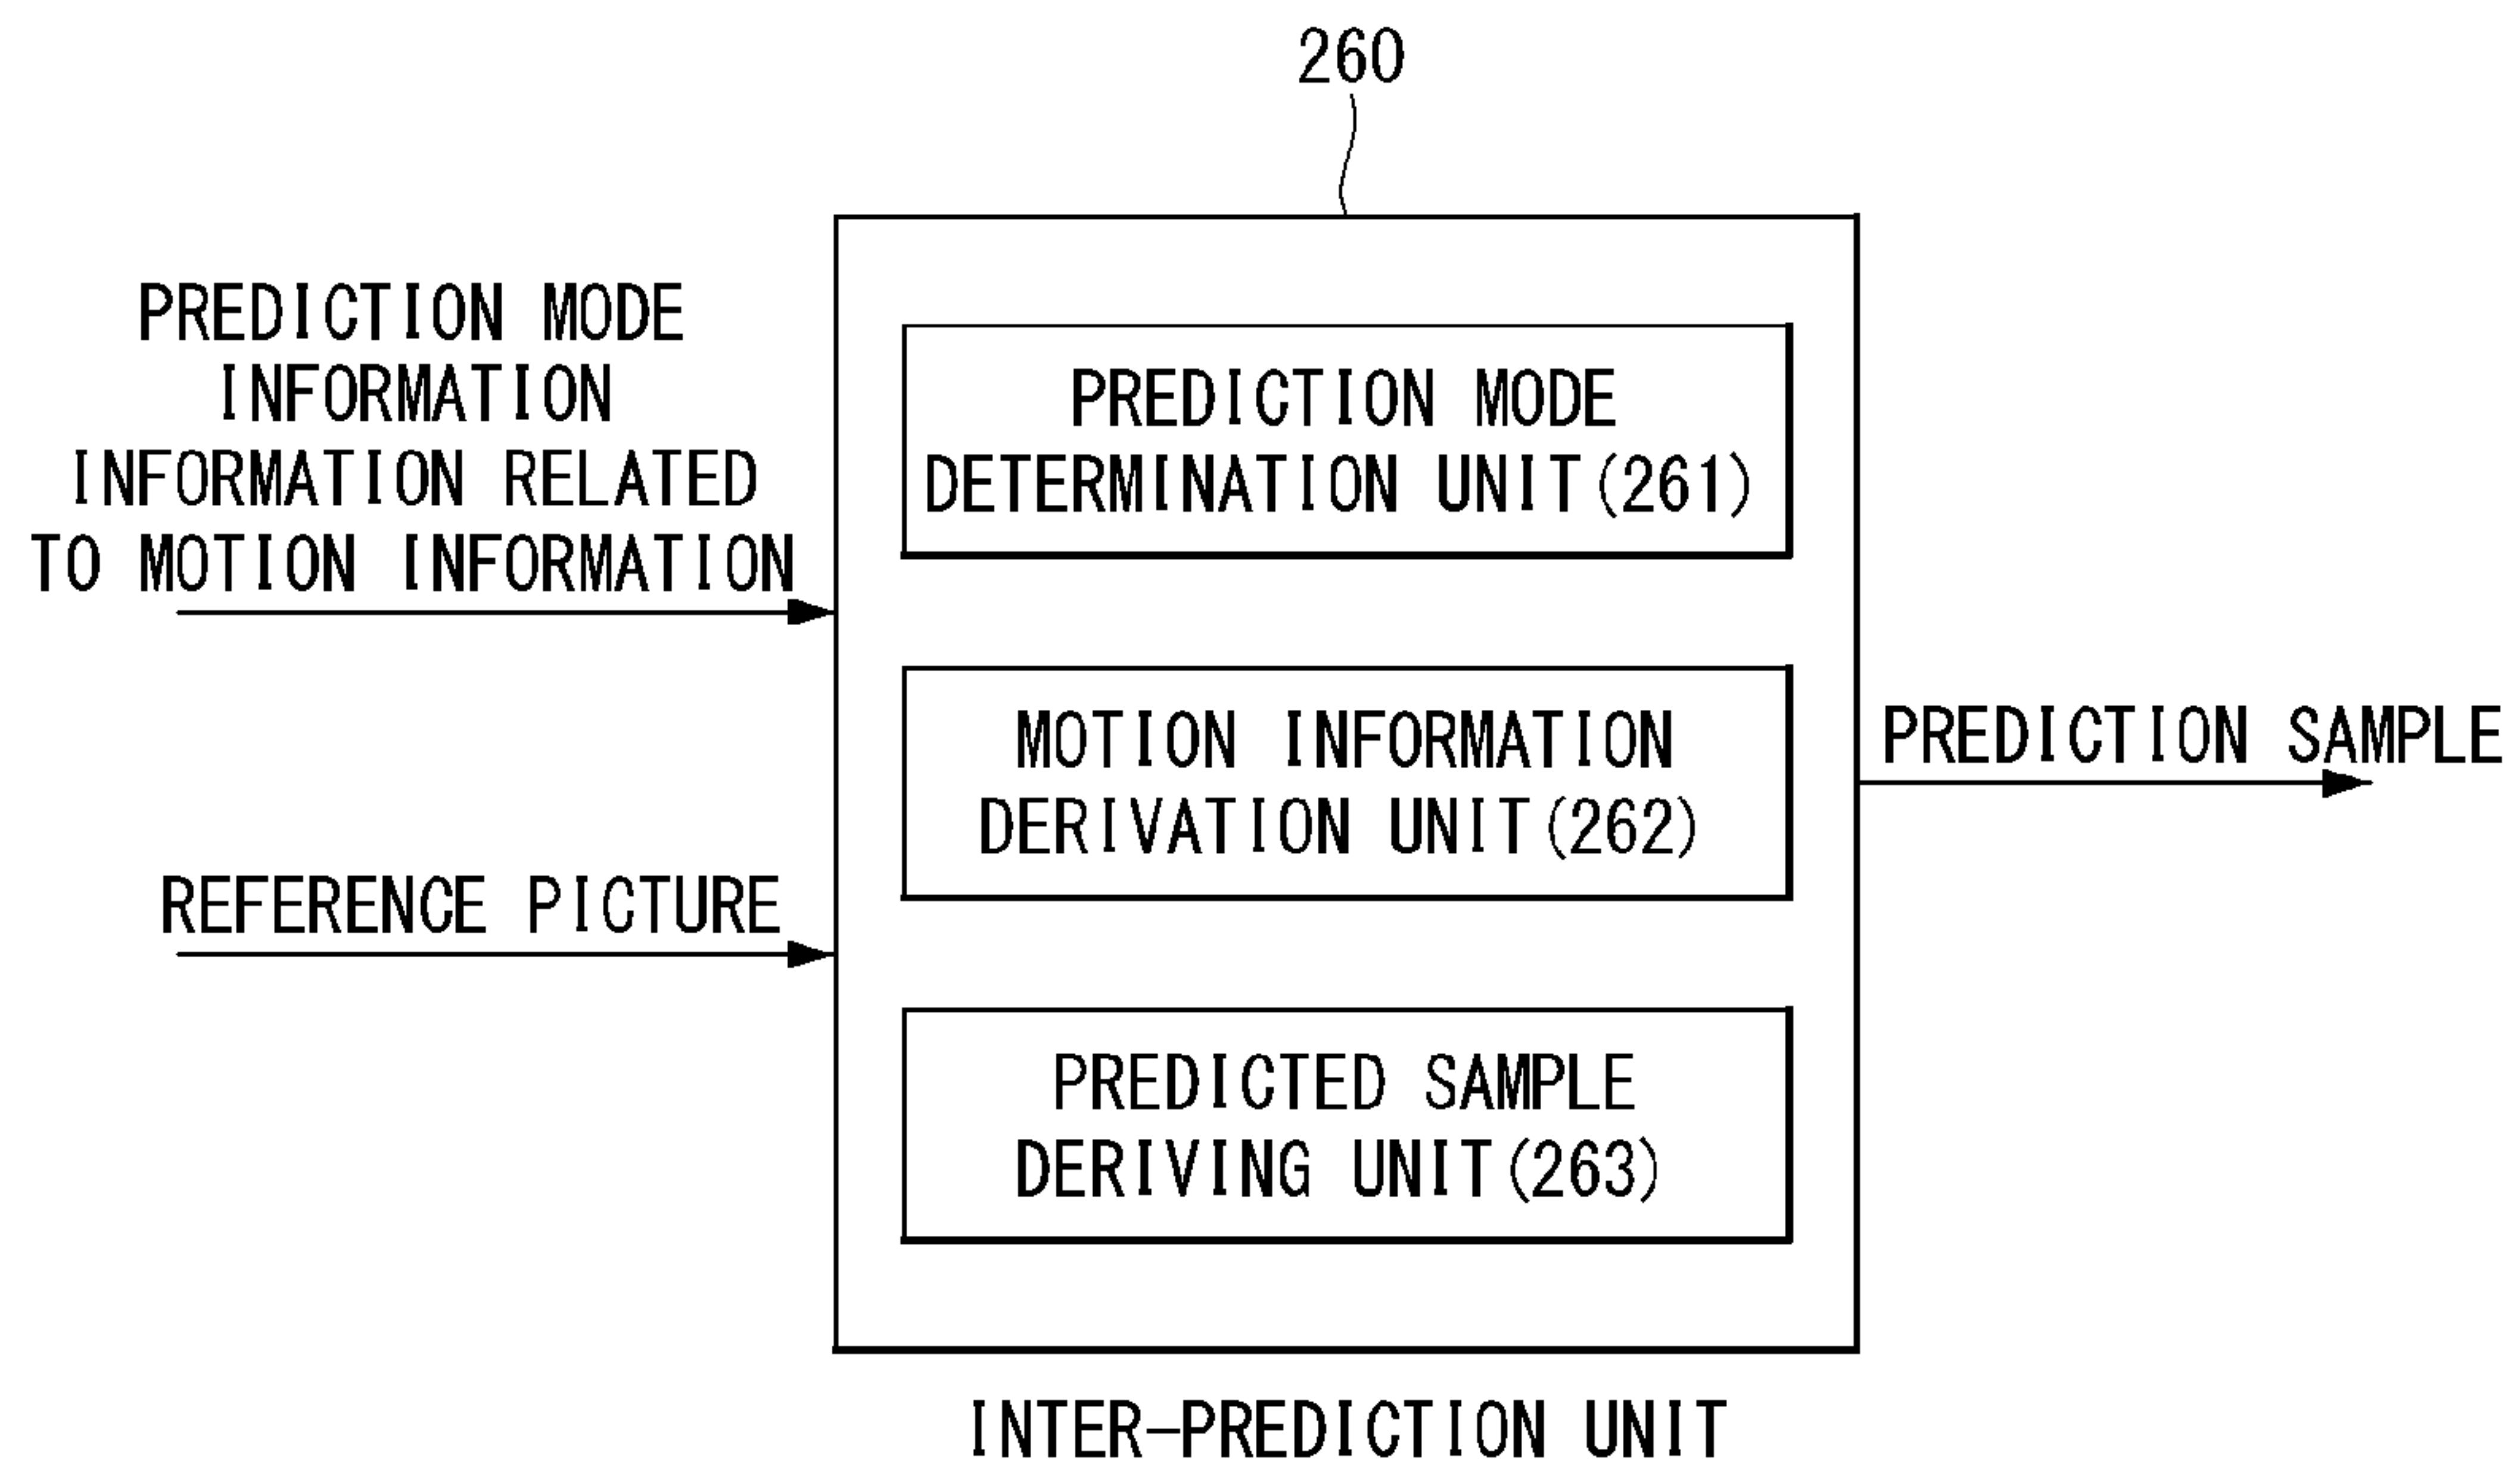 260
PREDICTION MODE
INFORMATION
INFORMATION RELATED
TO MOTION INFORMATION
REFERENCE PICTURE
PREDICTION MODE
DETERMINATION UNIT(261)
MOTION INFORMATION
DERIVATION UNIT(262)
PREDICTED SAMPLE
DERIVING UNIT(263)
PREDICTION SAMPLE
INTER-PREDICTION UNIT